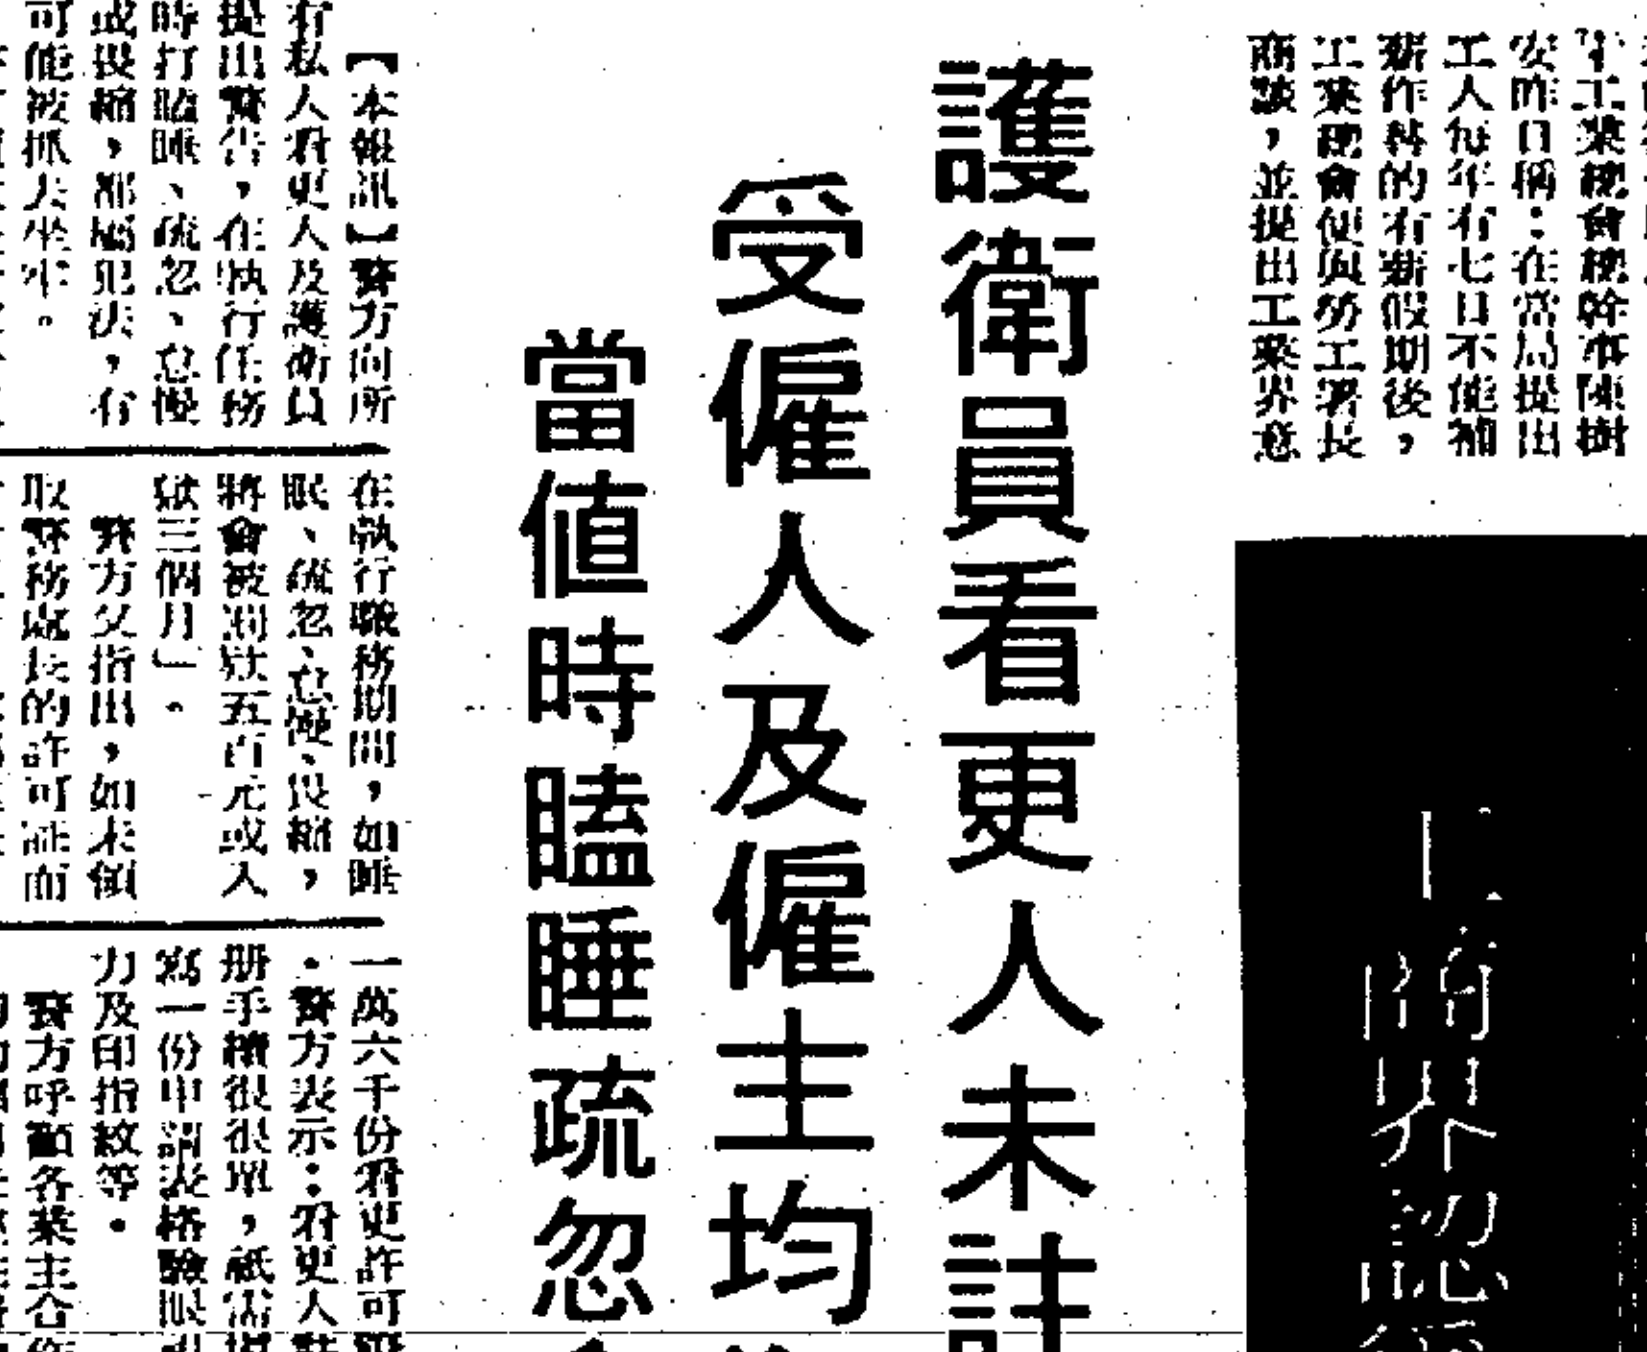 工業總會總幹事陳樹
安昨日稱：在當局提出
工人每年有七日不能補
薪作替的有薪假期後，
工業總會便與勞工署長
商談，並提出工業界意
護衛員看更人未註
受僱人及僱主均
當值時瞌睡疏忽
【本報訊】警方向所
有私人看更人及護衛員
提出警告，在執行任務
時打瞌睡、疏忽、怠慢
或畏縮，都屬犯法，有
可能被抓去坐牢。
在執行職務期間，如睡
眠、疏忽、怠慢、畏縮，
將會被罰款五百元或入
獄三個月」。
警方又指出，如未領
取警務處長的許可証而
一萬六千份看更許可證
。警方表示：看更人註
册手續很很單，祇需填
寫一份申請表格驗眼
力及印指紋等。
警方呼籲各業主合作